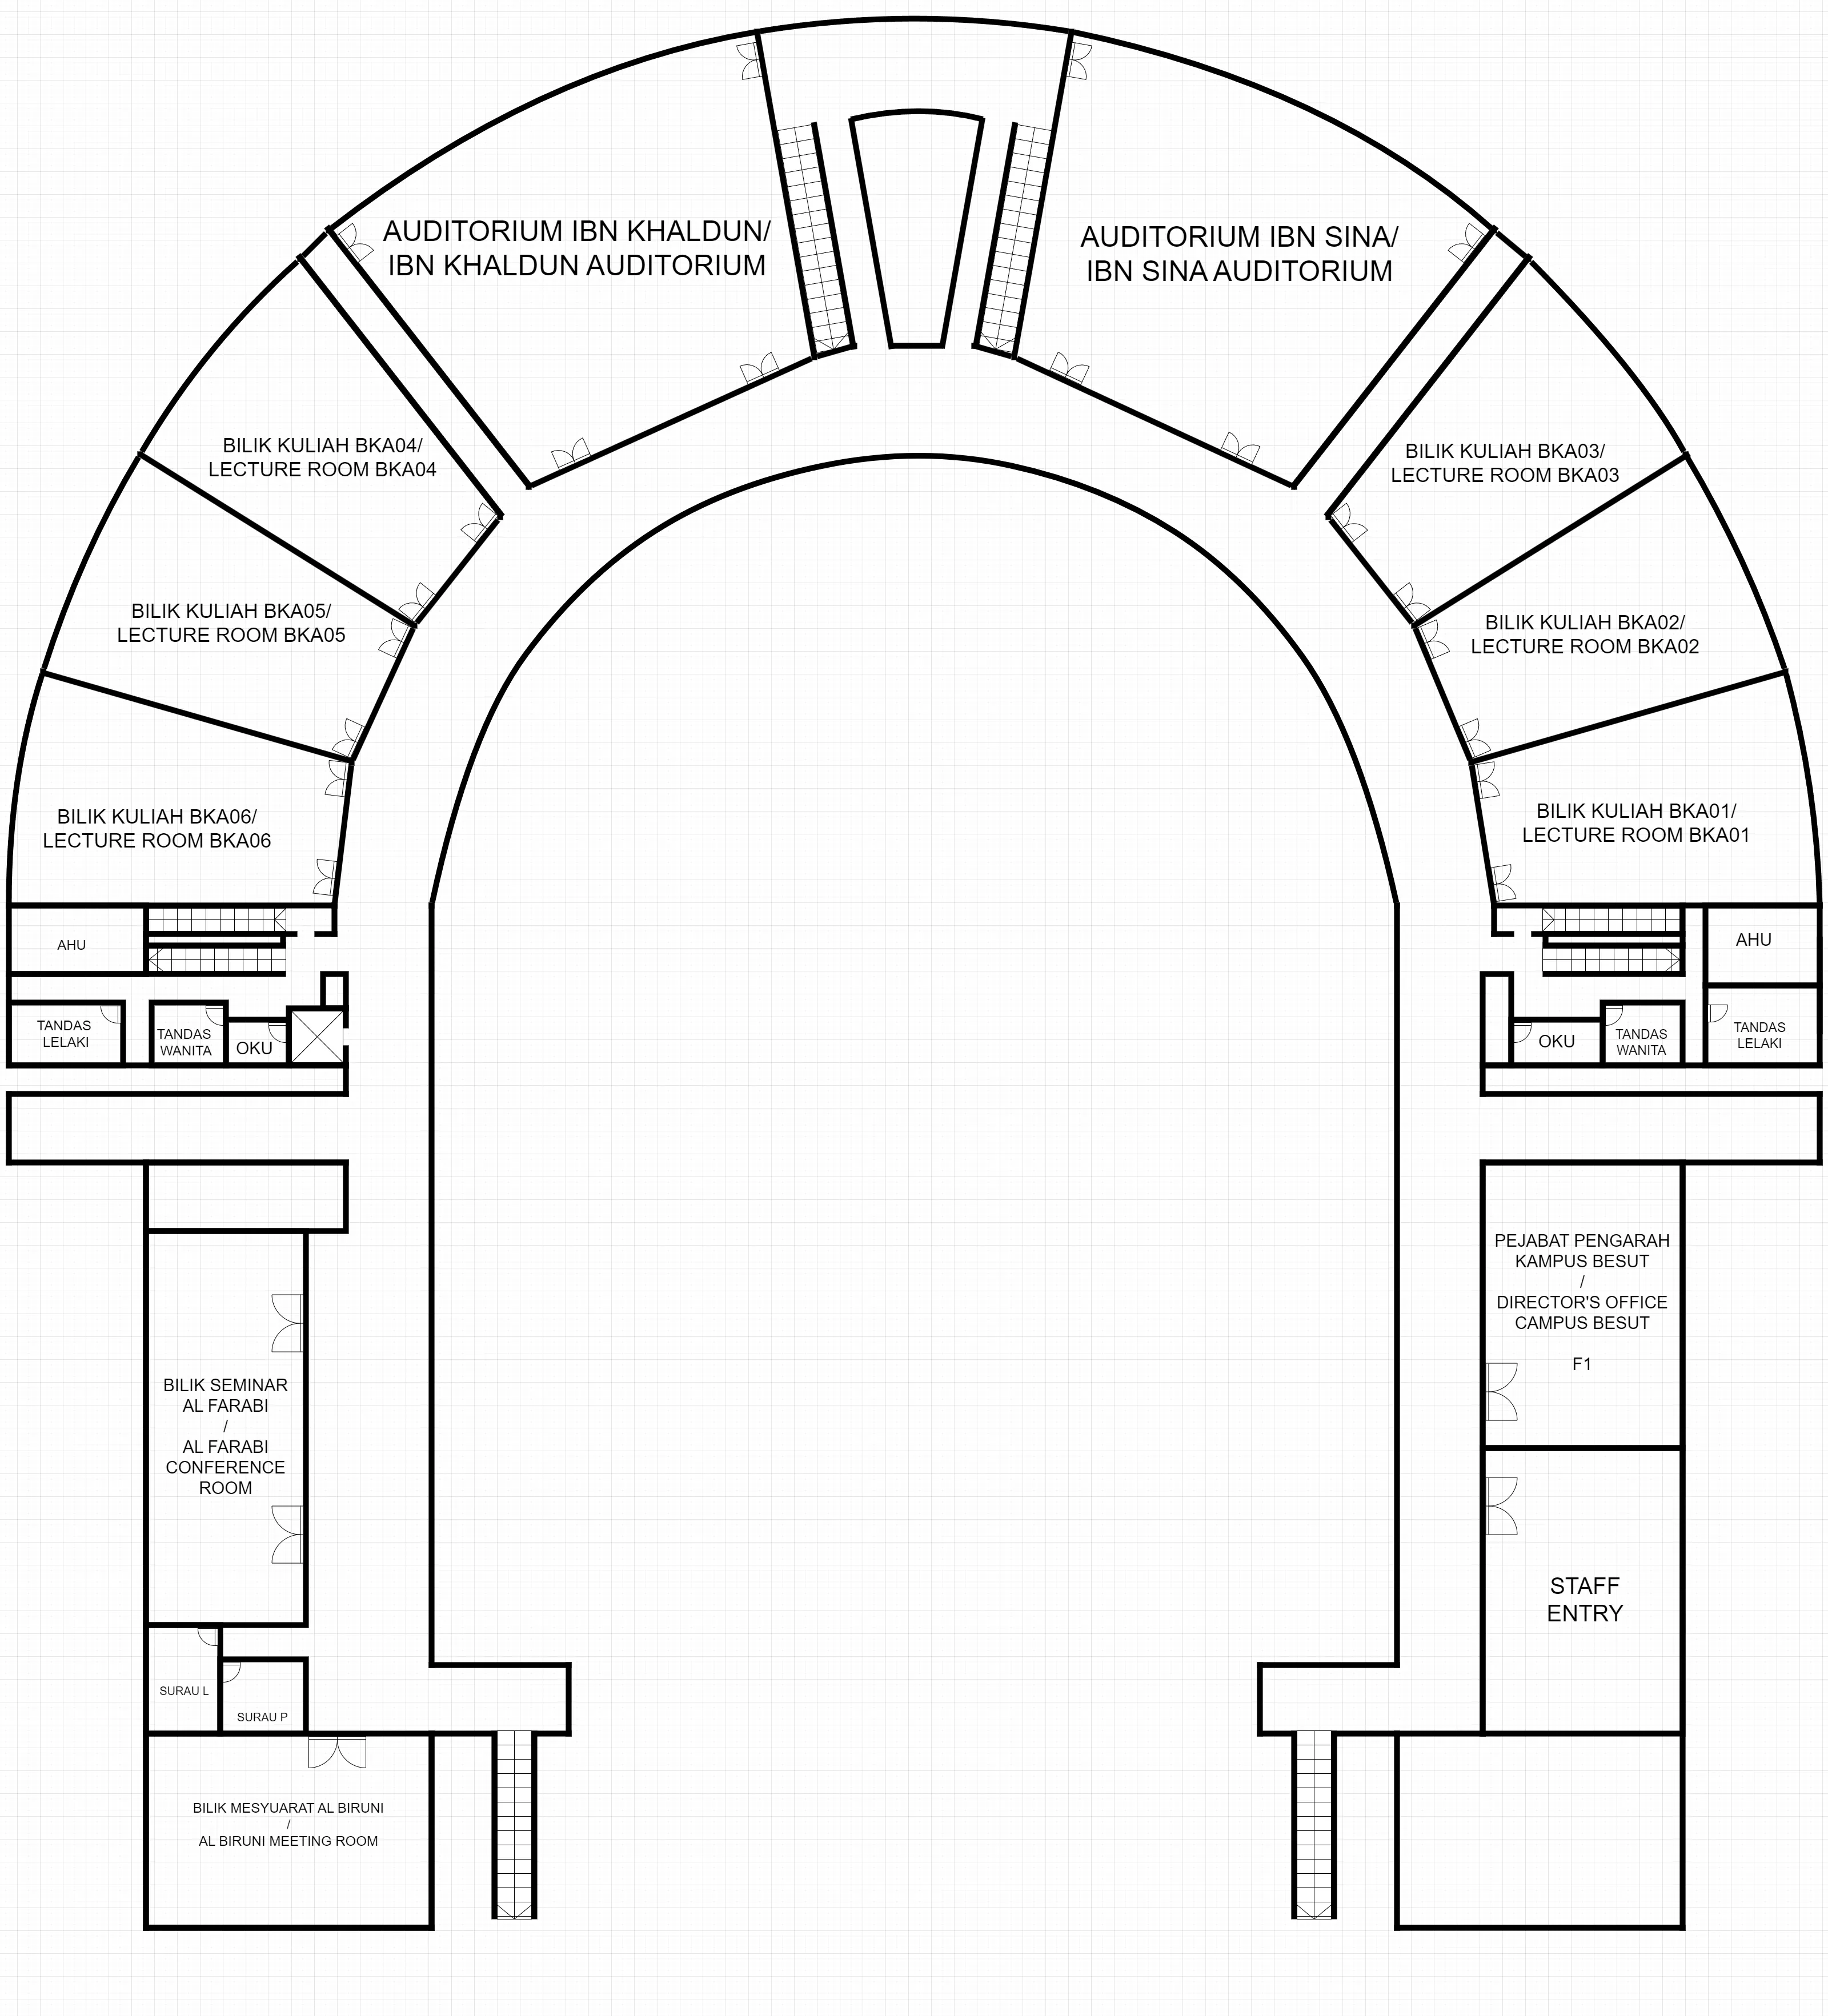 AUDITORIUM IBN KHALDUN/
IBN KHALDUN AUDITORIUM
AUDITORIUM IBN SINA/
IBN SINA AUDITORIUM
BILIK KULIAH BKA04/
LECTURE ROOM BKA04
BILIK KULIAH BKA03/
LECTURE ROOM BKA03
BILIK KULIAH BKA05/
LECTURE ROOM BKA05
BILIK KULIAH BKA02/
LECTURE ROOM BKA02
BILIK KULIAH BKA06/
LECTURE ROOM BKA06
BILIK KULIAH BKA01/
LECTURE ROOM BKA01
AHU
AHU
TANDAS
LELAKI
TANDAS
WANITA
OKU
OKU
TANDAS
WANITA
TANDAS
LELAKI
PEJABAT PENGARAH
KAMPUS BESUT
/
DIRECTOR'S OFFICE
CAMPUS BESUT
F1
BILIK SEMINAR
AL FARABI
/
AL FARABI
CONFERENCE
ROOM
STAFF
ENTRY
SURAU L
SURAU P
BILIK MESYUARAT AL BIRUNI
/
AL BIRUNI MEETING ROOM